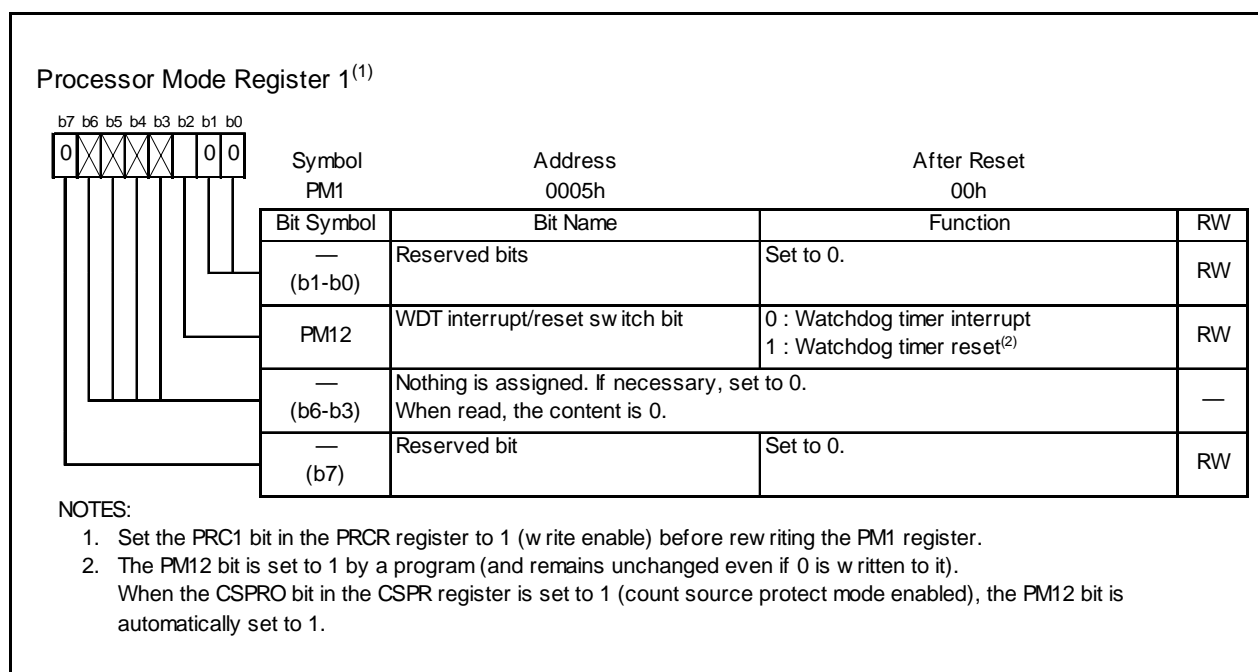 Processor Mode Register 1(1)
b7 b6 b5 b4 b3 b2 b1 b0
0 0 0
Symbol Address After Reset
PM1 0005h 00h
Bit Symbol Bit Name Function RW
— (b1-b0) Reserved bits Set to 0. RW
PM12 WDT interrupt/reset switch bit 0 : Watchdog timer interrupt
1 : Watchdog timer reset(2) RW
— (b6-b3) Nothing is assigned. If necessary, set to 0.
When read, the content is 0. —
— (b7) Reserved bit Set to 0. RW
NOTES:
1. Set the PRC1 bit in the PRCR register to 1 (write enable) before rewriting the PM1 register.
2. The PM12 bit is set to 1 by a program (and remains unchanged even if 0 is written to it).
When the CSPRO bit in the CSPR register is set to 1 (count source protect mode enabled), the PM12 bit is
automatically set to 1.